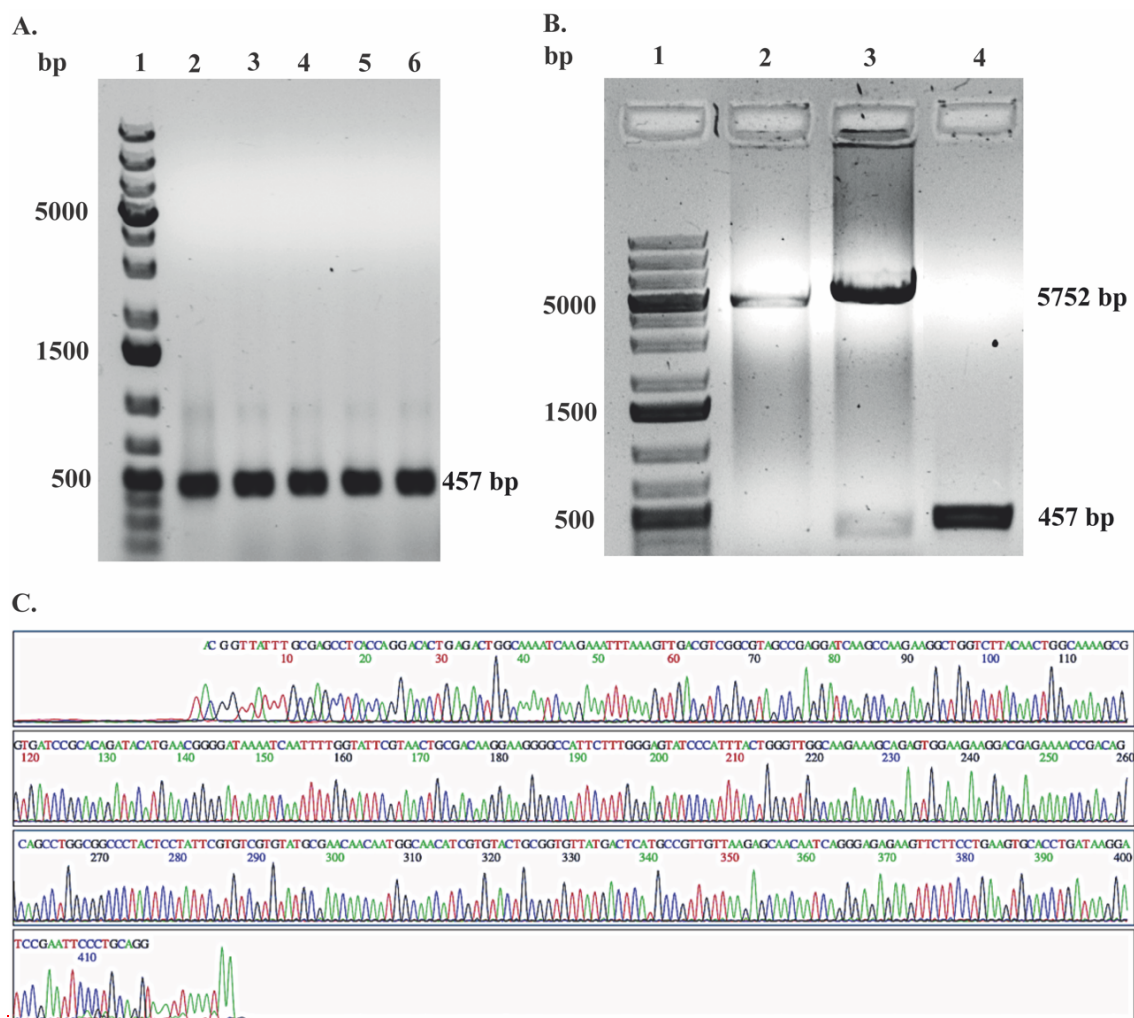 A.
bp 1 2 3 4 5 6
5000
1500
500
457 bp
B.
bp 1 2 3 4
5000
5752 bp
1500
500
457 bp
C.
AC GGTTATTT GCGAGCCTCACCAGGACACTGAGACTGGCAAAATCAAGAAATTTAAAGTTGACGTCGGCGTAGCCGAGGATCAAGCCAAGAAGGCTGGTCTTACAACTGGCAAAAGCG
10 20 30 40 50 60 70 80 90 100 110
GTGATCCGCACAGATACATGAACGGGGATAAAATCAATTTTGGTATTCGTAACTGCGACAAGGAAGGGGCCATTCTTTGGGAGTATCCCATTTACTGGGTTGGCAAGAAAGCAGAGTGGAAGAAGGACGAGAAAACCGACAG
120 130 140 150 160 170 180 190 200 210 220 230 240 250 260
CAGCCTGGCGGCCCTACTCCTATTCGTGTCGTGTATGCGAACAACAATGGCAACATCGTGTACTGCGGTGTTATGACTCATGCCGTTGTTAAGAGCAACAATCAGGGAGAGAAGTTCTTCCTGAAGTGCACCTGATAAGGA
270 280 290 300 310 320 330 340 350 360 370 380 390 400
TCCGAATTCCCTGCAGG
410